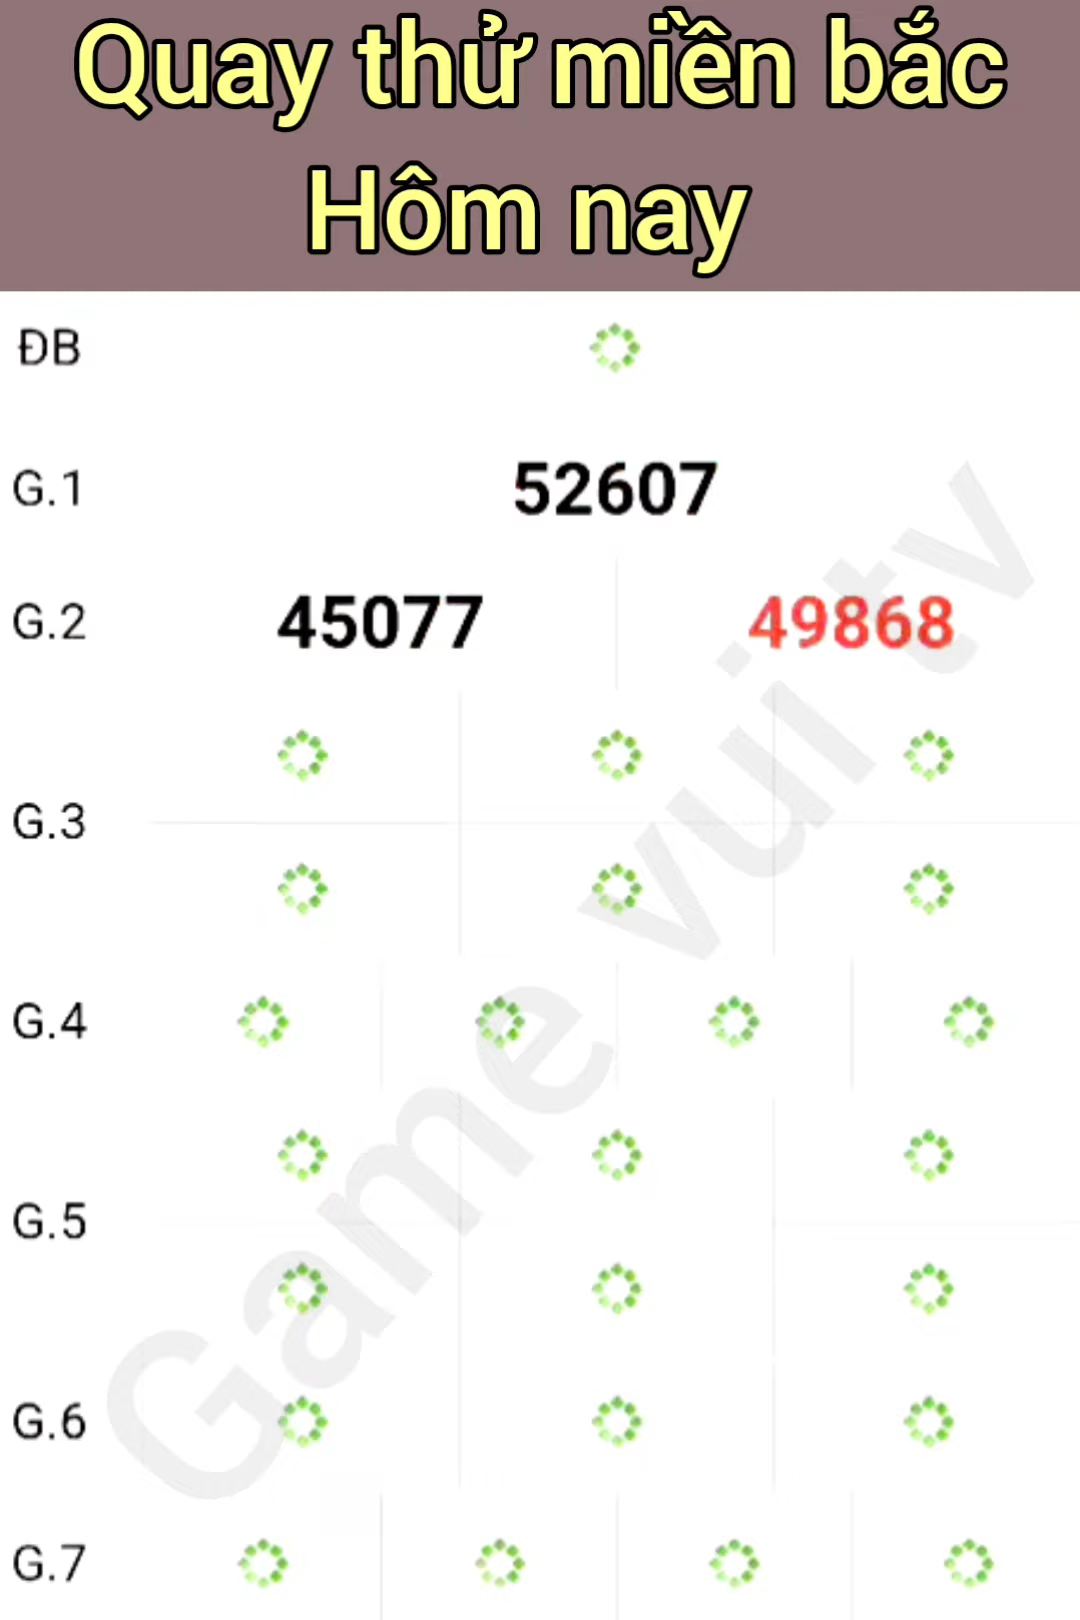 Quay thử miền bắc
Hôm nay
ĐB
G.1 52607
G.2 45077 49868
G.3
G.4
G.5
G.6
G.7
Game vui tv